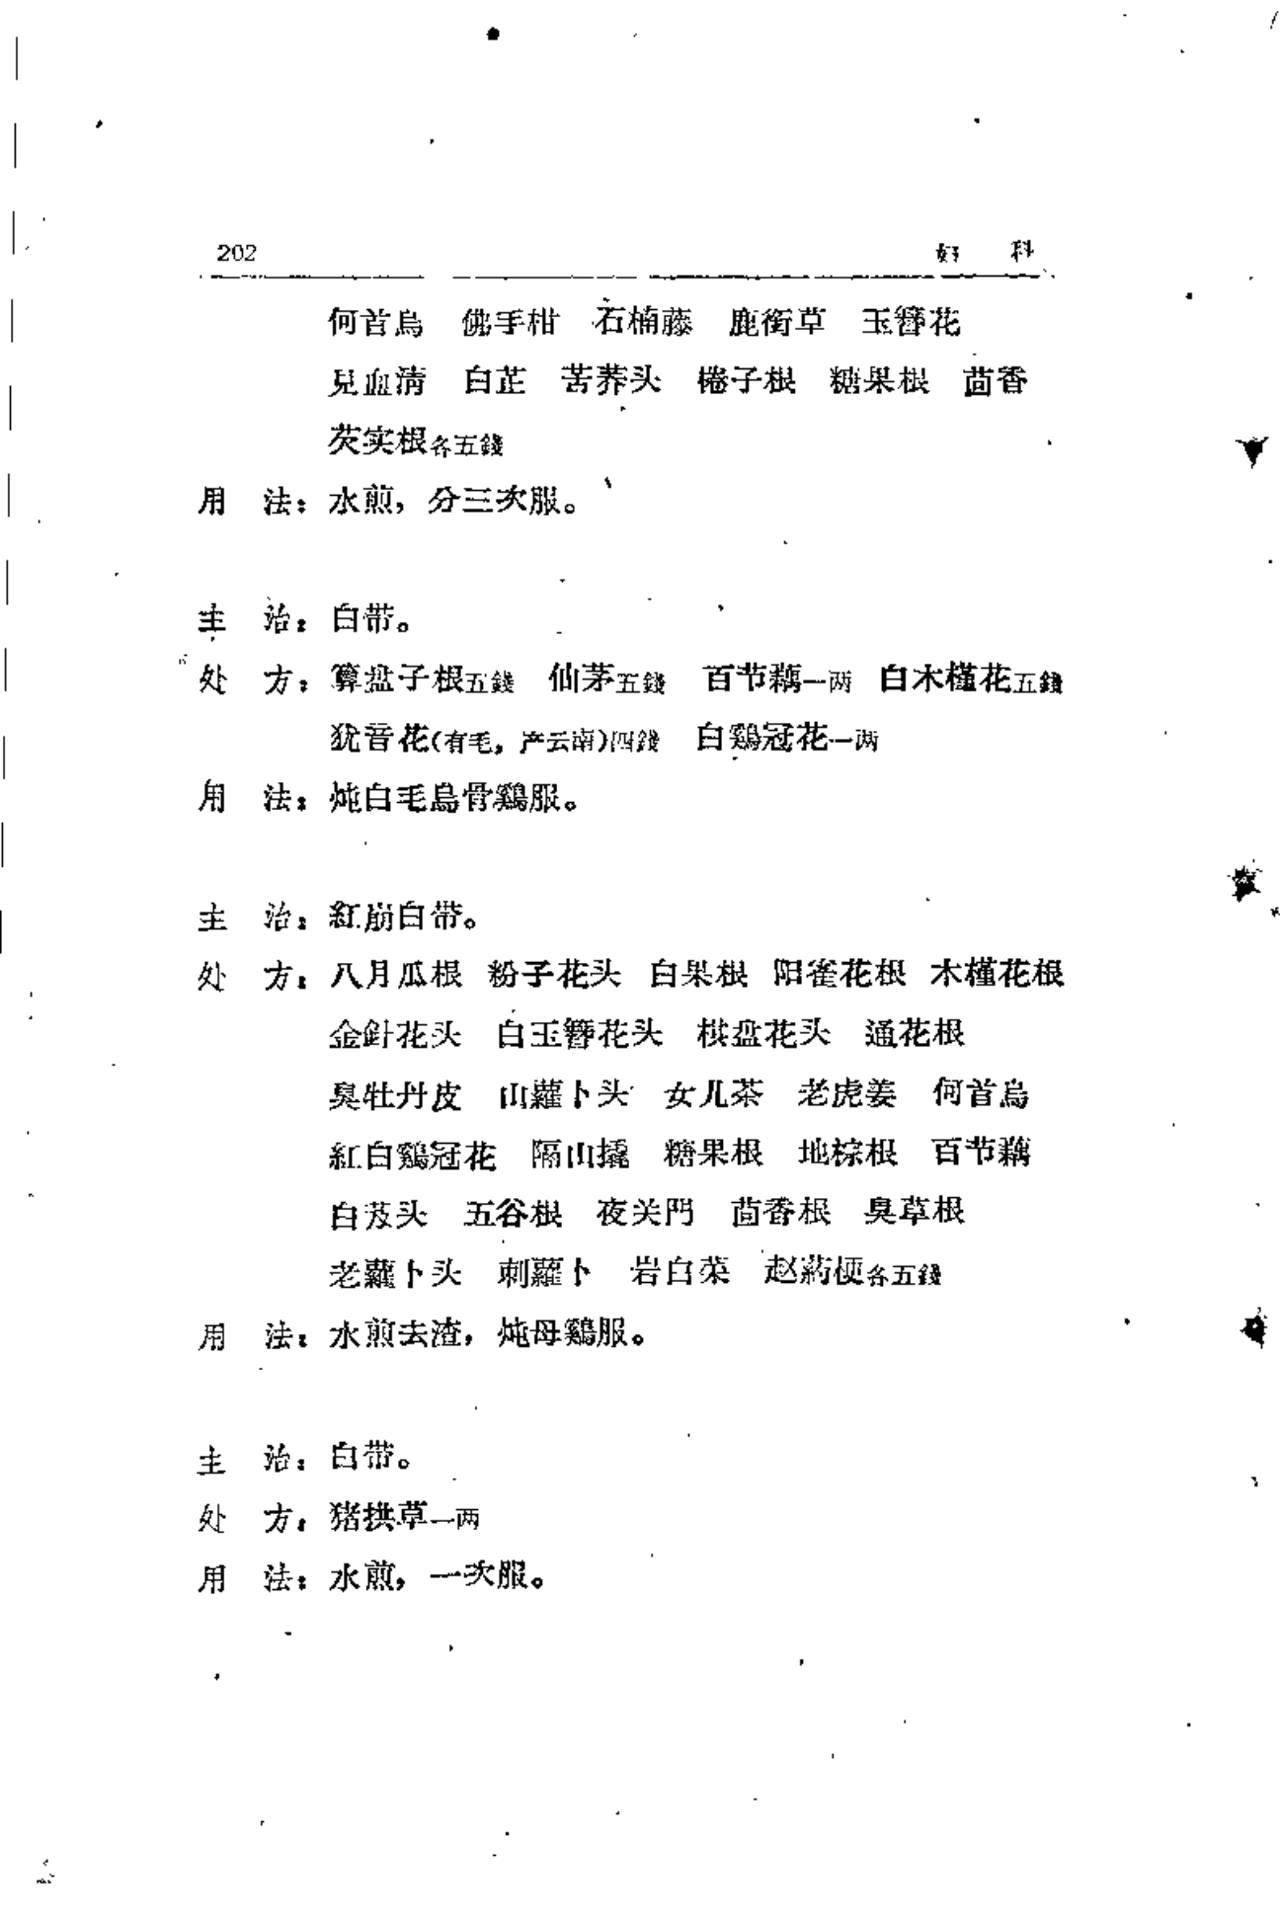 202 妇 科
何首烏 佛手柑 石楠藤 鹿衔草 玉簪花
見血清 白芷 苦荞头 棬子根 糖果根 茴香
芡实根各五錢
用 法：水煎，分三次服。
主 治：白带。
处 方：算盘子根五錢 仙茅五錢 百节藕一两 白木槿花五錢
犹音花(有毛，产云南)四錢 白鷄冠花一两
用 法：炖白毛烏骨鷄服。
主 治：紅崩白带。
处 方：八月瓜根 粉子花头 白果根 阳雀花根 木槿花根
金針花头 白玉簪花头 棋盘花头 通花根
臭牡丹皮 山蘿卜头 女儿茶 老虎姜 何首烏
紅白鷄冠花 隔山撬 糖果根 地棕根 百节藕
白芨头 五谷根 夜关門 茴香根 臭草根
老蘿卜头 刺蘿卜 岩白菜 赵葯梗各五錢
用 法：水煎去渣，炖母鷄服。
主 治：白带。
处 方：猪拱草一两
用 法：水煎，一次服。